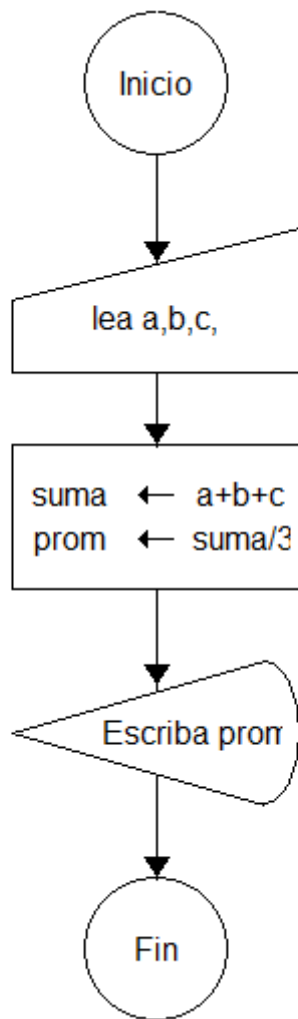 Inicio
lea a,b,c,
suma ← a+b+c
prom ← suma/3
Escriba prom
Fin